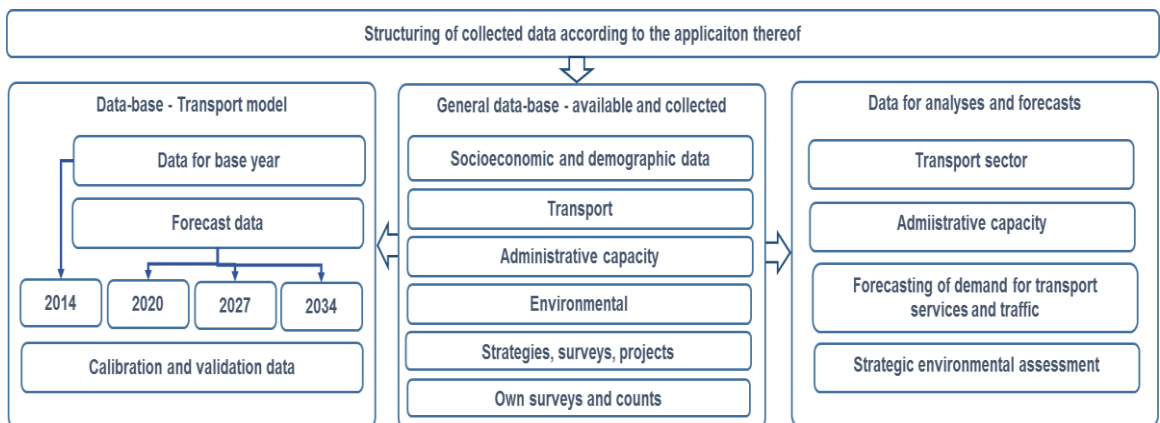 Structuring of collected data according to the applicaiton thereof
Data-base - Transport model
Data for base year
Forecast data
2014
2020
2027
2034
Calibration and validation data
General data-base - available and collected
Socioeconomic and demographic data
Transport
Administrative capacity
Environmental
Strategies, surveys, projects
Own surveys and counts
Data for analyses and forecasts
Transport sector
Admiistrative capacity
Forecasting of demand for transport
services and traffic
Strategic environmental assessment